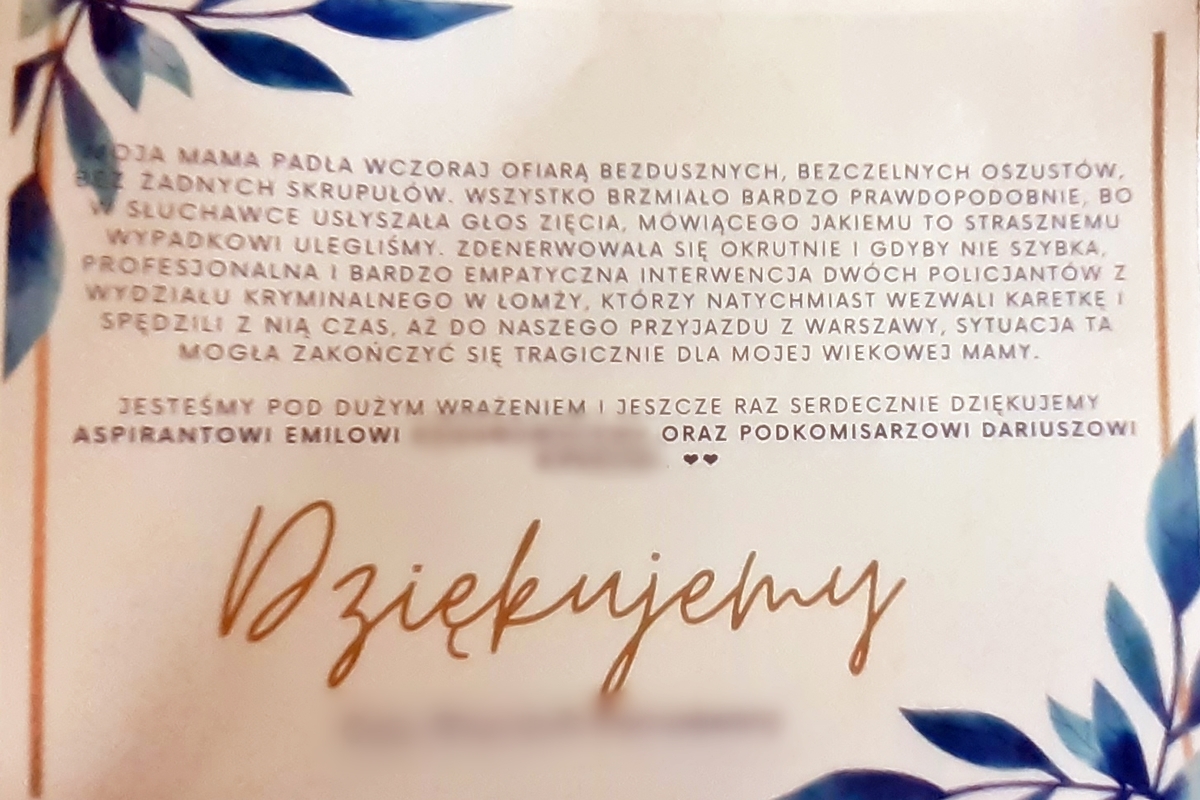 MOJA MAMA PADŁA WCZORAJ OFIARĄ BEZDUSZNYCH, BEZCZELNYCH OSZUSTÓW,
BEZ ŻADNYCH SKRUPUŁÓW. WSZYSTKO BRZMIAŁO BARDZO PRAWDOPODOBNIE, BO
W SŁUCHAWCE USŁYSZAŁA GŁOS ZIĘCIA, MÓWIĄCEGO JAKIEMU TO STRASZNEMU
WYPADKOWI ULEGLIŚMY. ZDENERWOWAŁA SIĘ OKRUTNIE I GDYBY NIE SZYBKA,
PROFESJONALNA I BARDZO EMPATYCZNA INTERWENCJA DWÓCH POLICJANTÓW Z
WYDZIAŁU KRYMINALNEGO W ŁOMŻY, KTÓRZY NATYCHMIAST WEZWALI KARETKĘ I
SPĘDZILI Z NIĄ CZAS, AŻ DO NASZEGO PRZYJAZDU Z WARSZAWY, SYTUACJA TA
MOGŁA ZAKOŃCZYĆ SIĘ TRAGICZNIE DLA MOJEJ WIEKOWEJ MAMY.
JESTEŚMY POD DUŻYM WRAŻENIEM I JESZCZE RAZ SERDECZNIE DZIĘKUJEMY
ASPIRANTOWI EMILOWI ORAZ PODKOMISARZOWI DARIUSZOWI
❤❤
Dziękujemy